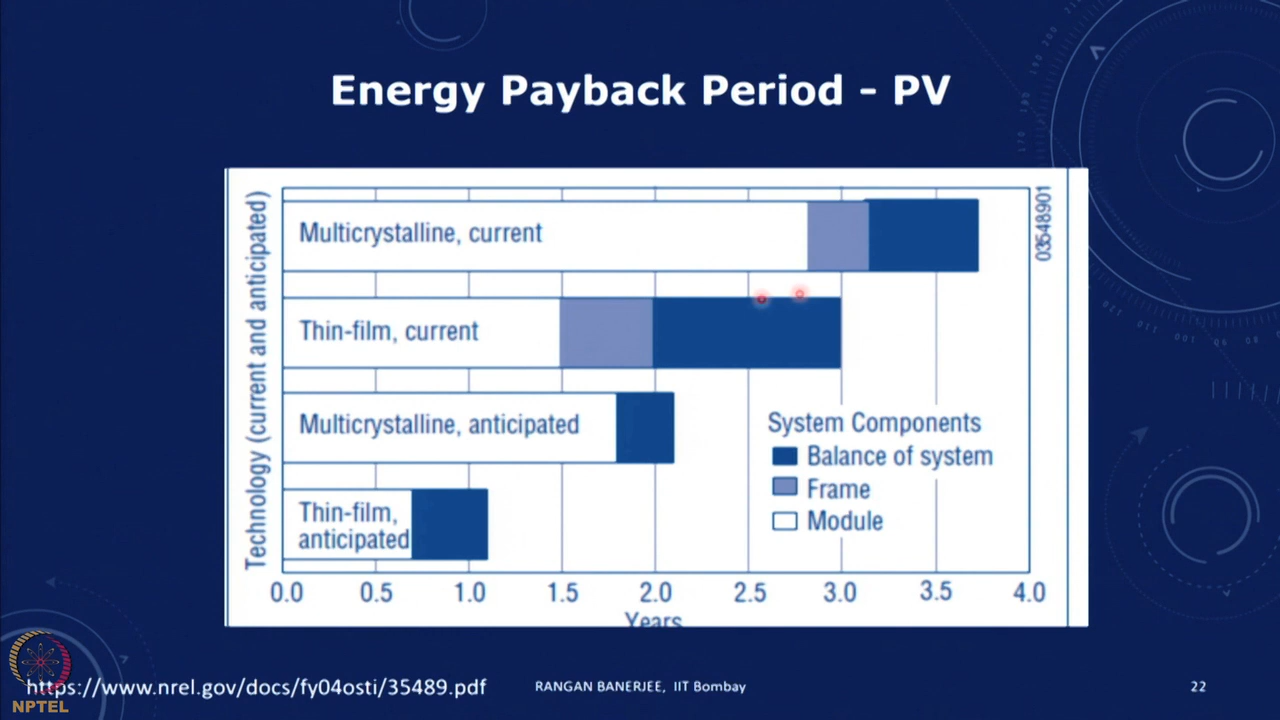 Energy Payback Period - PV
Technology (current and anticipated)
Multicrystalline, current
Thin-film, current
Multicrystalline, anticipated
Thin-film,
anticipated
System Components
Balance of system
Frame
Module
03548901
0.0 0.5 1.0 1.5 2.0 2.5 3.0 3.5 4.0
Years
https://www.nrel.gov/docs/fy04osti/35489.pdf
RANGAN BANERJEE, IIT Bombay
22
NPTEL